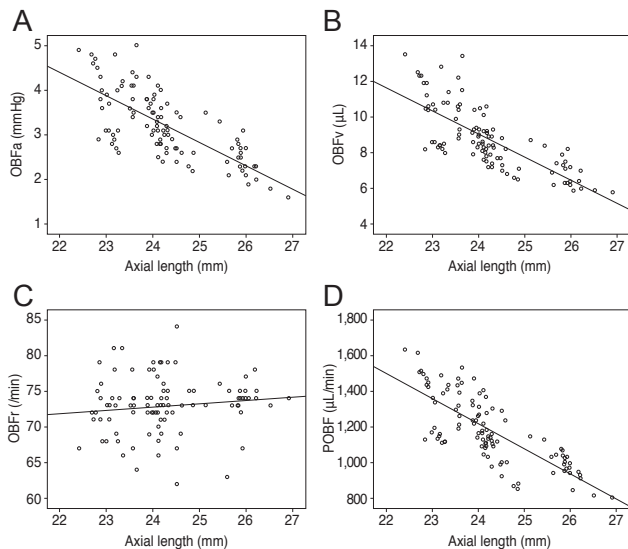 A
5
4
3
2
1
OBFa (mmHg)
22 23 24 25 26 27
Axial length (mm)
B
14
12
10
8
6
4
OBFv (µL)
22 23 24 25 26 27
Axial length (mm)
C
85
80
75
70
65
60
OBFr (/min)
22 23 24 25 26 27
Axial length (mm)
D
1,800
1,600
1,400
1,200
1,000
800
POBF (µL/min)
22 23 24 25 26 27
Axial length (mm)